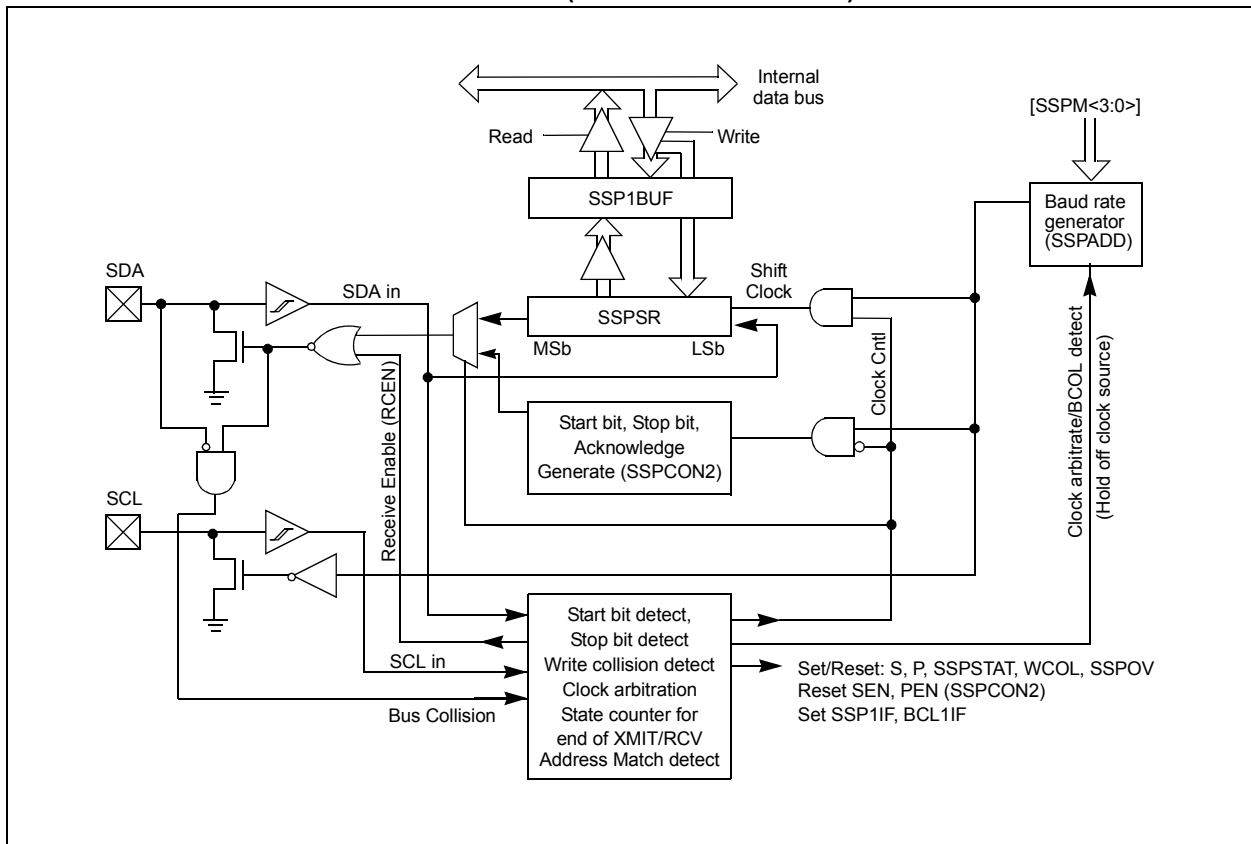 Internal
data bus
[SSPM<3:0>]
Read
Write
SSP1BUF
Baud rate
generator
(SSPADD)
SDA
SDA in
Shift
Clock
SSPSR
MSb
LSb
Clock Cntl
Receive Enable (RCEN)
Start bit, Stop bit,
Acknowledge
Generate (SSPCON2)
Clock arbitrate/BCOL detect
(Hold off clock source)
SCL
SCL in
Bus Collision
Start bit detect,
Stop bit detect
Write collision detect
Clock arbitration
State counter for
end of XMIT/RCV
Address Match detect
Set/Reset: S, P, SSPSTAT, WCOL, SSPOV
Reset SEN, PEN (SSPCON2)
Set SSP1IF, BCL1IF